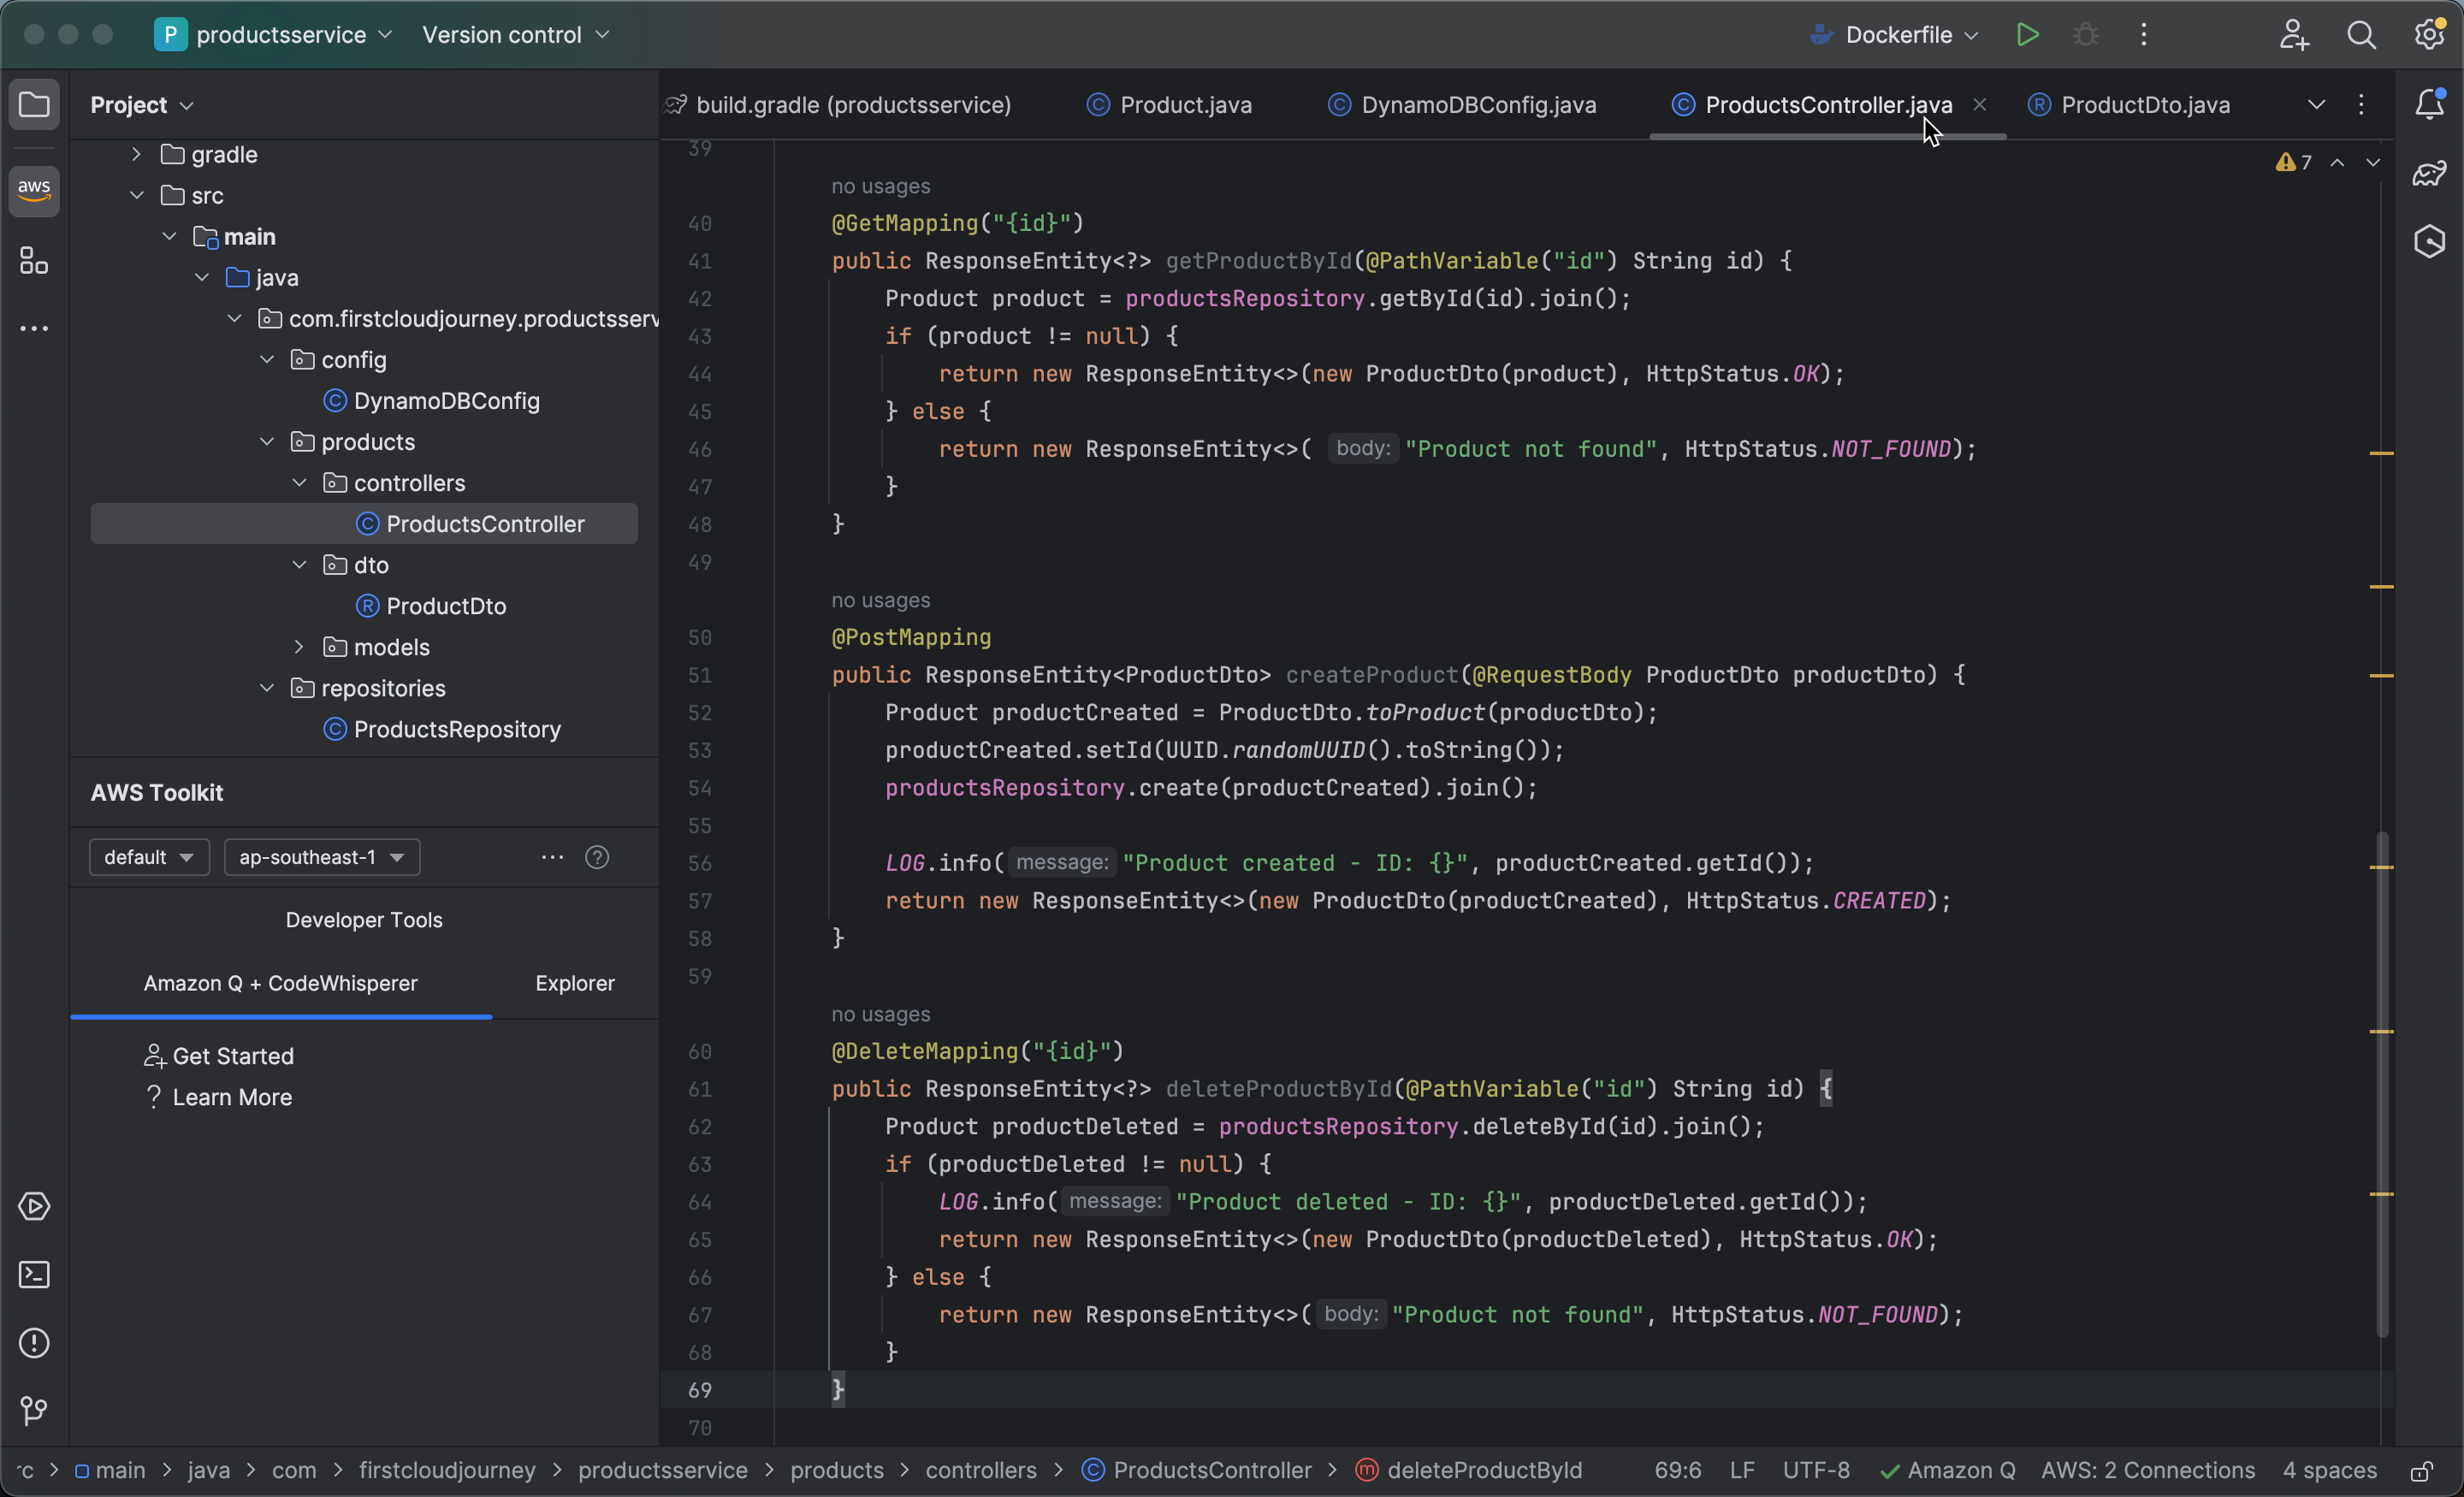 P productsservice Version control Dockerfile
Project
build.gradle (productsservice) Product.java DynamoDBConfig.java ProductsController.java ProductDto.java
aws
gradle
src
main
java
com.firstcloudjourney.productsserv
config
DynamoDBConfig
products
controllers
ProductsController
dto
ProductDto
models
repositories
ProductsRepository
AWS Toolkit
default ap-southeast-1
Developer Tools
Amazon Q + CodeWhisperer Explorer
Get Started
? Learn More
7
39
no usages
40 @GetMapping("{id}")
41 public ResponseEntity<?> getProductById(@PathVariable("id") String id) {
42 Product product = productsRepository.getById(id).join();
43 if (product != null) {
44 return new ResponseEntity<>(new ProductDto(product), HttpStatus.OK);
45 } else {
46 return new ResponseEntity<>( body: "Product not found", HttpStatus.NOT_FOUND);
47 }
48 }
49
no usages
50 @PostMapping
51 public ResponseEntity<ProductDto> createProduct(@RequestBody ProductDto productDto) {
52 Product productCreated = ProductDto.toProduct(productDto);
53 productCreated.setId(UUID.randomUUID().toString());
54 productsRepository.create(productCreated).join();
55
56 LOG.info( message: "Product created - ID: {}", productCreated.getId());
57 return new ResponseEntity<>(new ProductDto(productCreated), HttpStatus.CREATED);
58 }
59
no usages
60 @DeleteMapping("{id}")
61 public ResponseEntity<?> deleteProductById(@PathVariable("id") String id) {
62 Product productDeleted = productsRepository.deleteById(id).join();
63 if (productDeleted != null) {
64 LOG.info( message: "Product deleted - ID: {}", productDeleted.getId());
65 return new ResponseEntity<>(new ProductDto(productDeleted), HttpStatus.OK);
66 } else {
67 return new ResponseEntity<>( body: "Product not found", HttpStatus.NOT_FOUND);
68 }
69 }
70
rc > main > java > com > firstcloudjourney > productsservice > products > controllers > ProductsController > m deleteProductById 69:6 LF UTF-8 Amazon Q AWS: 2 Connections 4 spaces